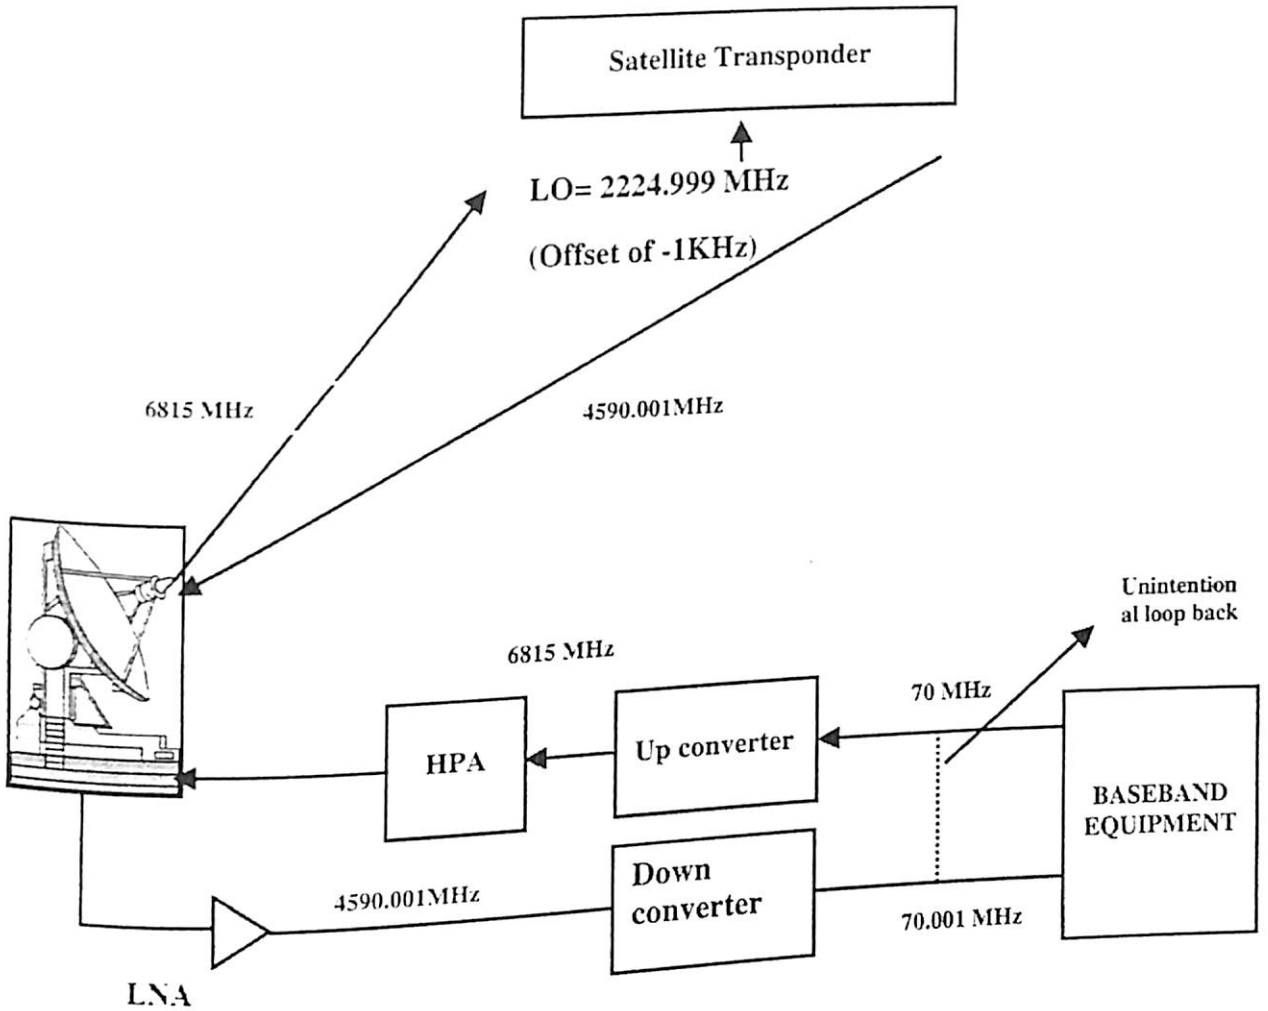 Satellite Transponder
LO= 2224.999 MHz
(Offset of -1KHz)
6815 MHz
4590.001MHz
Unintention
al loop back
6815 MHz
70 MHz
HPA
Up converter
BASEBAND
EQUIPMENT
Down
converter
4590.001MHz
70.001 MHz
LNA